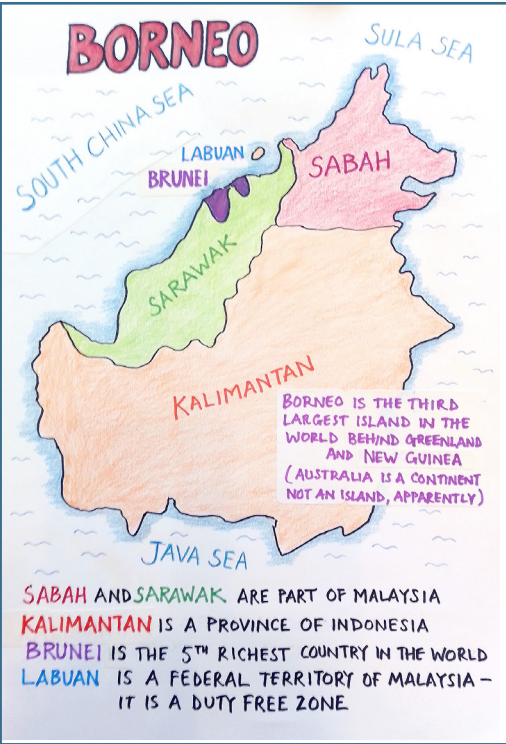 BORNEO
SULA SEA
SOUTH CHINA SEA
LABUAN
BRUNEI
SABAH
SARAWAK
KALIMANTAN
BORNEO IS THE THIRD
LARGEST ISLAND IN THE
WORLD BEHIND GREENLAND
AND NEW GUINEA
(AUSTRALIA IS A CONTINENT
NOT AN ISLAND, APPARENTLY)
JAVA SEA
SABAH AND SARAWAK ARE PART OF MALAYSIA
KALIMANTAN IS A PROVINCE OF INDONESIA
BRUNEI IS THE 5TH RICHEST COUNTRY IN THE WORLD
LABUAN IS A FEDERAL TERRITORY OF MALAYSIA –
IT IS A DUTY FREE ZONE